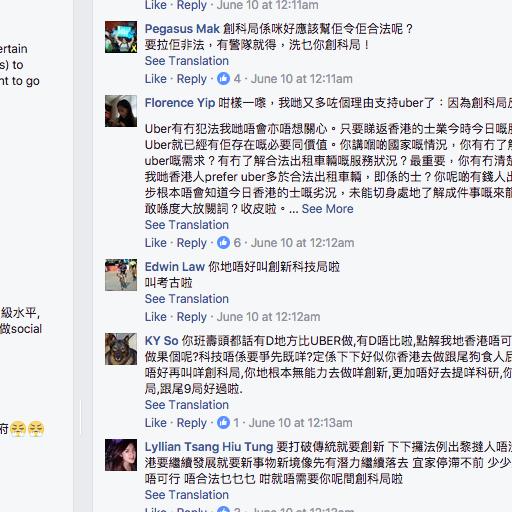 ertain
s) to
nt to go
級水平,
做social
府😤😤
Like · Reply · June 10 at 12:11am
Pegasus Mak 創科局係咪好應該幫佢令佢合法呢？
要拉佢非法，有警隊就得，洗乜你創科局！
See Translation
Like · Reply · 4 · June 10 at 12:11am
Florence Yip 咁樣一嚟，我哋又多咗個理由支持uber了：因為創科局
Uber有冇犯法我哋唔會亦唔想關心。只要睇返香港的士業今時今日嘅
Uber就已經有佢存在嘅必要同價值。你講嗰啲國家嘅情況，你有冇了
uber嘅需求？有冇了解合法出租車輛嘅服務狀況？最重要，你有冇清
我哋香港人prefer uber多於合法出租車輛，即係的士？你呢啲有錢人出
步根本唔會知道今日香港的士嘅劣況，未能切身處地了解成件事嘅來
敢喺度大放闊詞？收皮啦。... See More
See Translation
Like · Reply · 6 · June 10 at 12:12am
Edwin Law 你地唔好叫創新科技局啦
叫考古啦
See Translation
Like · Reply · June 10 at 12:12am
KY So 你班壽頭都話有D地方比UBER做,有D唔比啦,點解我地香港唔可
做果個呢?科技唔係要爭先既咩?定係下下好似你香港去做跟尾狗食人
唔好再叫咩創科局,你地根本無能力去做咩創新,更加唔好去提咩科研,你
局,跟尾9局好過啦.
See Translation
Like · Reply · 1 · June 10 at 12:13am
Lyllian Tsang Hiu Tung 要打破傳統就要創新 下下攞法例出黎撻人唔
港要繼續發展就要新事物新境像先有潛力繼續落去 宜家停滯不前 少少
唔可行 唔合法乜乜乜 咁就唔需要你呢間創科局啦
See Translation